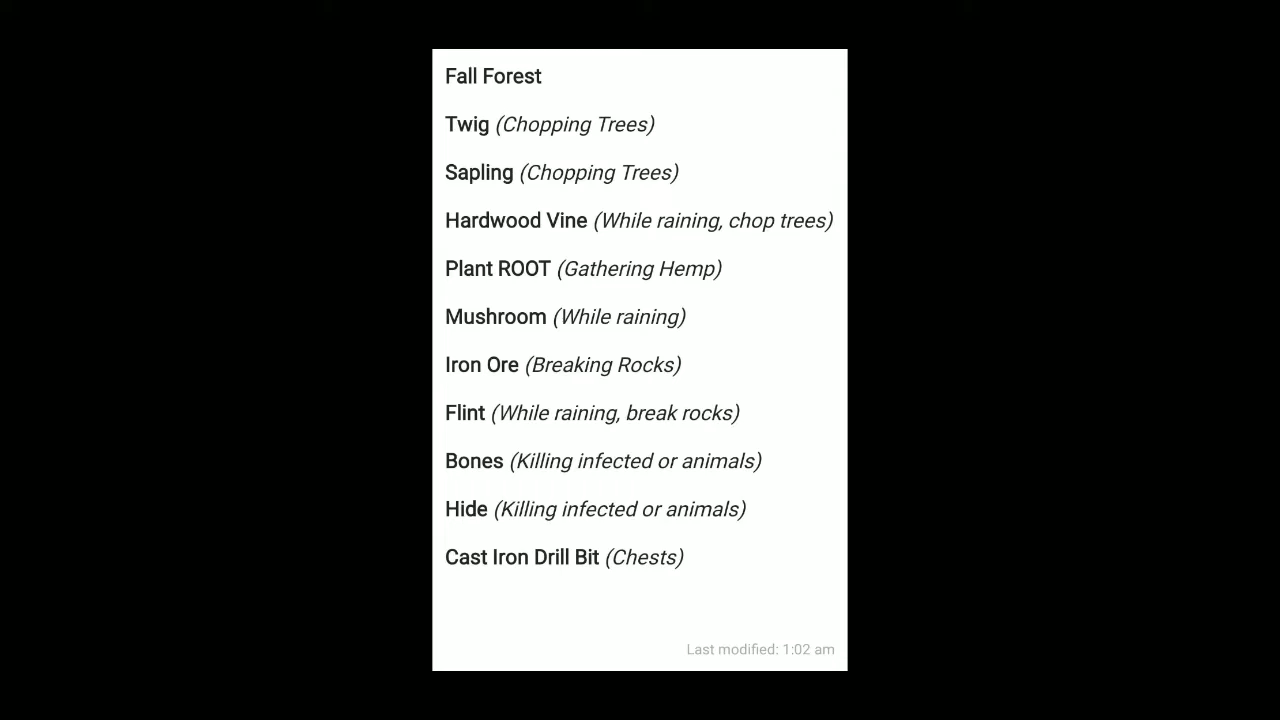 Fall Forest
Twig (Chopping Trees)
Sapling (Chopping Trees)
Hardwood Vine (While raining, chop trees)
Plant ROOT (Gathering Hemp)
Mushroom (While raining)
Iron Ore (Breaking Rocks)
Flint (While raining, break rocks)
Bones (Killing infected or animals)
Hide (Killing infected or animals)
Cast Iron Drill Bit (Chests)
Last modified: 1:02 am